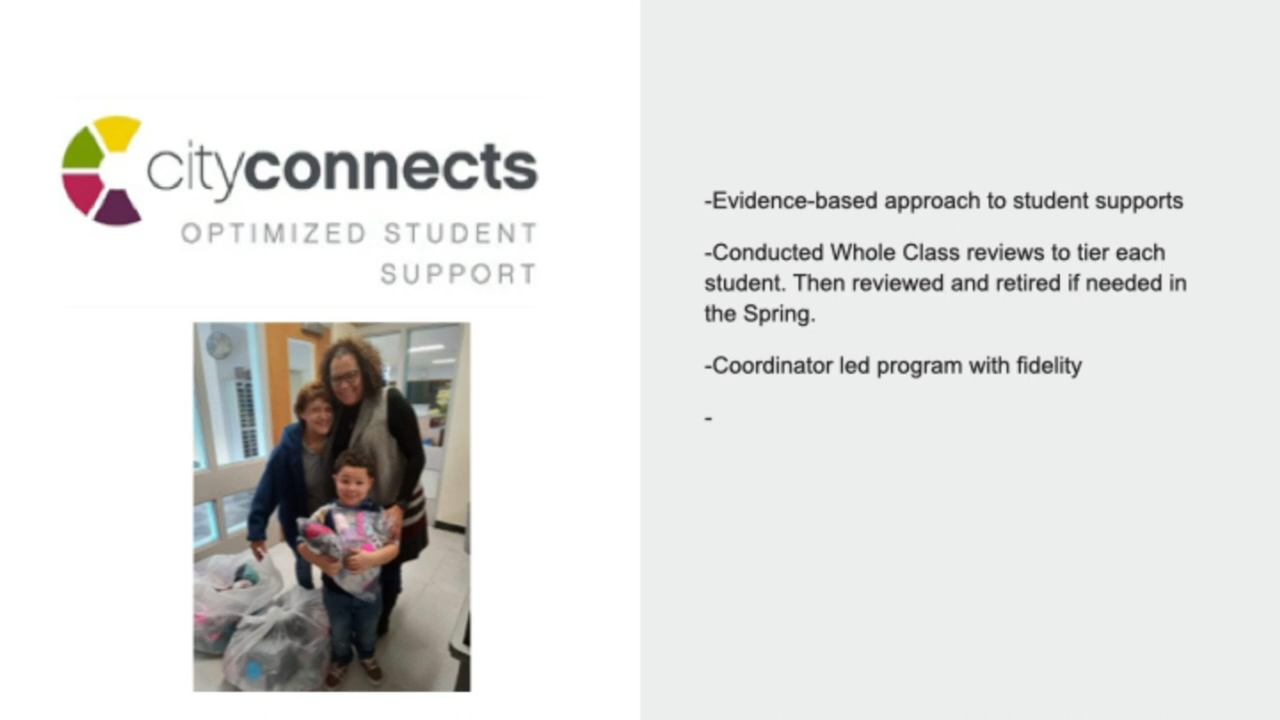 cityconnects
OPTIMIZED STUDENT
SUPPORT
-Evidence-based approach to student supports
-Conducted Whole Class reviews to tier each
student. Then reviewed and retired if needed in
the Spring.
-Coordinator led program with fidelity
-